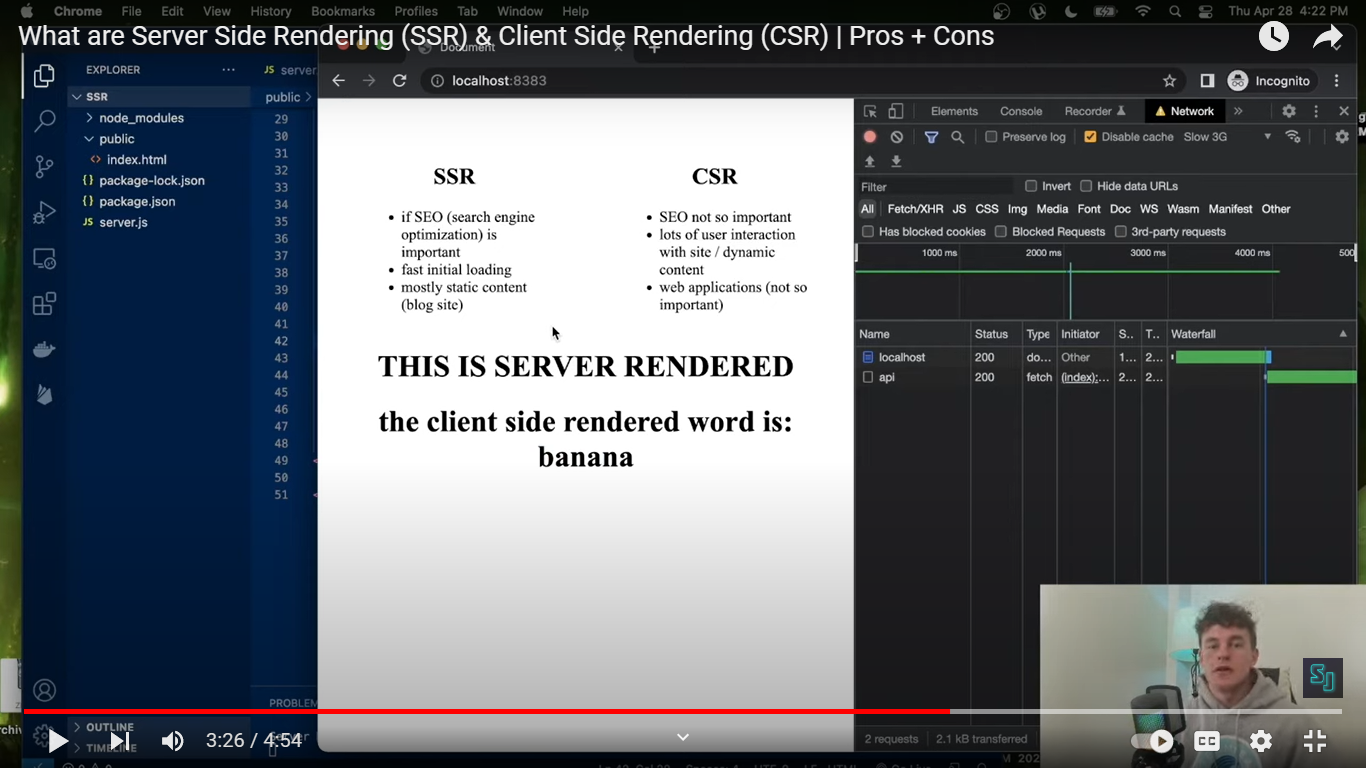 Chrome File Edit View History Bookmarks Profiles Tab Window Help Thu Apr 28 4:22 PM
What are Server Side Rendering (SSR) & Client Side Rendering (CSR) | Pros + Cons
Document
EXPLORER
SSR
node_modules
public
index.html
package-lock.json
package.json
server.js
OUTLINE
TIMELINE
JS server
public
29
30
31
32
33
34
35
36
37
38
39
40
41
42
43
44
45
46
47
48
49
50
51
PROBLEM
localhost:8383
Incognito
SSR
• if SEO (search engine
optimization) is
important
• fast initial loading
• mostly static content
(blog site)
CSR
• SEO not so important
• lots of user interaction
with site / dynamic
content
• web applications (not so
important)
THIS IS SERVER RENDERED
the client side rendered word is:
banana
Elements Console Recorder Network
Preserve log Disable cache Slow 3G
Filter Invert Hide data URLs
All Fetch/XHR JS CSS Img Media Font Doc WS Wasm Manifest Other
Has blocked cookies Blocked Requests 3rd-party requests
1000 ms 2000 ms 3000 ms 4000 ms 500
Name Status Type Initiator S.. T.. Waterfall
localhost 200 do... Other 1... 2...
api 200 fetch (index):... 2... 2...
2 requests 2.1 kB transferred
SJ
3:26 / 4:54
CC